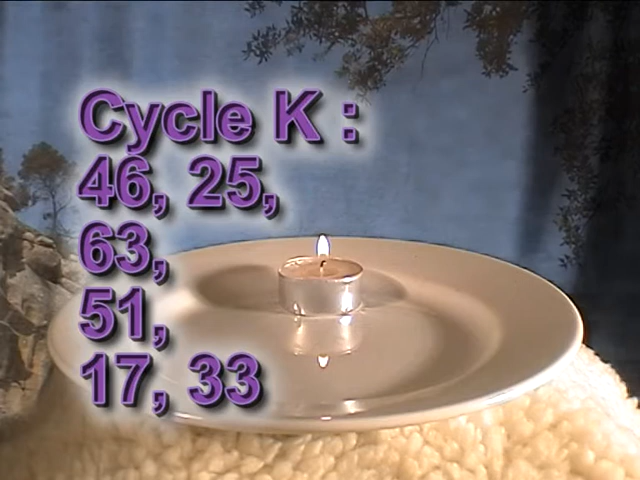 Cycle K :
46, 25,
63,
51,
17, 33